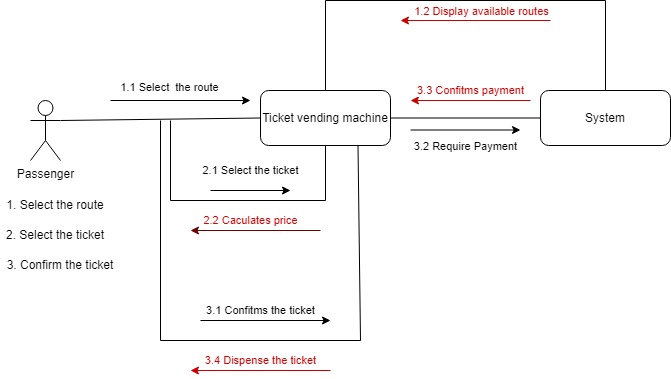 1.2 Display available routes
1.1 Select the route
3.3 Confitms payment
Ticket vending machine
System
3.2 Require Payment
Passenger
2.1 Select the ticket
1. Select the route
2.2 Caculates price
2. Select the ticket
3. Confirm the ticket
3.1 Confitms the ticket
3.4 Dispense the ticket